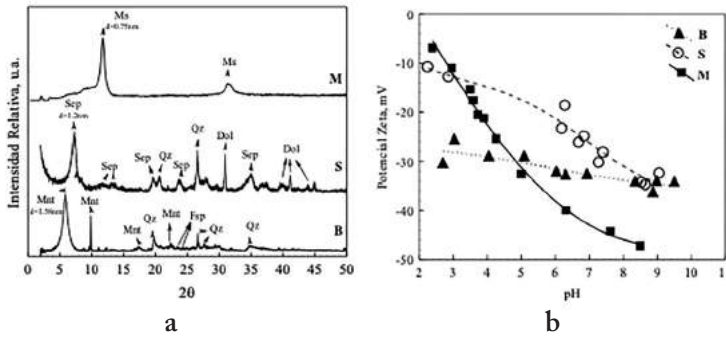 a
b
Intensidad Relativa, u.a.
Ms
d=0.75nm
Ms
M
Sep
d=1.2nm
Sep
Sep
Qz
Sep
Qz
Dol
Sep
Dol
S
Mnt
d=1.50nm
Mnt
Mnt
Qz
Mnt
Fsp
Qz
Qz
B
0
5
10
15
20
25
30
35
40
45
50
2θ
Potencial Zeta, mV
0
-10
-20
-30
-40
-50
B
S
M
2
3
4
5
6
7
8
9
10
11
pH
a
b